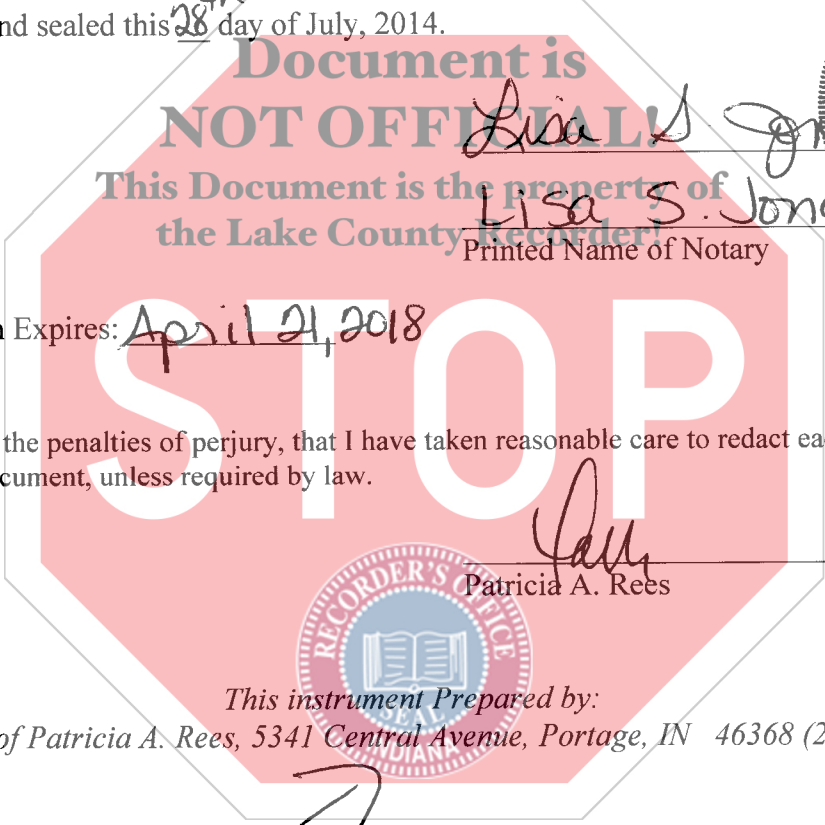 nd sealed this 28th day of July, 2014.
Document is
NOT OFFICIAL!
This Document is the property of
the Lake County Recorder!
Lisa S. Jon
Lisa S. Jon
Printed Name of Notary
Expires: April 21, 2018
STOP
the penalties of perjury, that I have taken reasonable care to redact ea
cument, unless required by law.
Patricia A. Rees
RECORDER'S OFFICE
SEAL
INDIANA
This instrument Prepared by:
of Patricia A. Rees, 5341 Central Avenue, Portage, IN 46368 (2